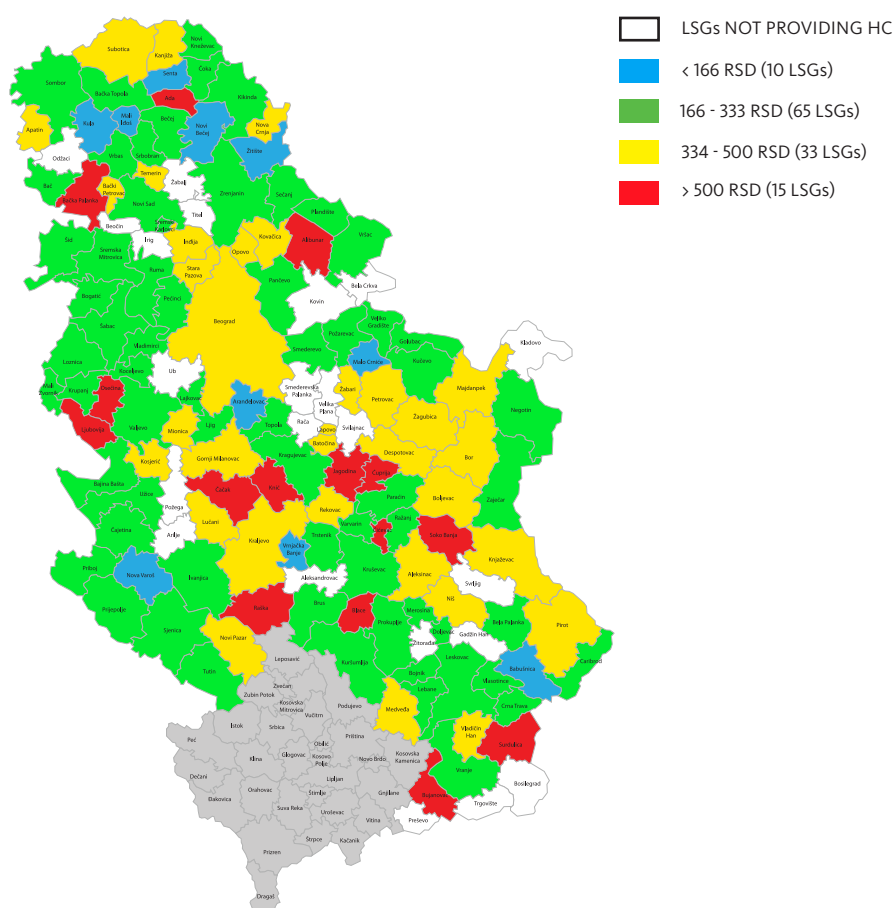 LSGs NOT PROVIDING HC
< 166 RSD (10 LSGs)
166 - 333 RSD (65 LSGs)
334 - 500 RSD (33 LSGs)
> 500 RSD (15 LSGs)
Subotica
Kanjiža
Novi
Kneževac
Senta
Čoka
Sombor
Bačka Topola
Ada
Kikinda
Kula
Mali
Iđoš
Bečej
Novi
Bečej
Nova
Crnja
Apatin
Žitište
Odžaci
Vrbas
Srbobran
Temerin
Žabalj
Zrenjanin
Sečanj
Bač
Bačka Palanka
Bački
Petrovac
Novi Sad
Titel
Plandište
Beočin
Sremski
Karlovci
Irig
Inđija
Kovačica
Opovo
Alibunar
Vršac
Šid
Sremska
Mitrovica
Ruma
Stara
Pazova
Pančevo
Bela Crkva
Kovin
Pećinci
Bogatić
Beograd
Šabac
Vladimirci
Smederevo
Požarevac
Veliko
Gradište
Golubac
Kladovo
Loznica
Koceljevo
Ub
Malo Crniće
Kučevo
Mali
Zvornik
Krupanj
Osečina
Lajkovac
Aranđelovac
Smederevska
Palanka
Velika
Plana
Žabari
Petrovac
Majdanpek
Negotin
Ljubovija
Valjevo
Mionica
Ljig
Topola
Rača
Svilajnac
Žagubica
Lapovo
Batočina
Kosjerić
Gornji Milanovac
Kragujevac
Despotovac
Bor
Bajina Bašta
Užice
Čačak
Knić
Jagodina
Ćuprija
Požega
Lučani
Rekovac
Paraćin
Boljevac
Zaječar
Čajetina
Arilje
Kraljevo
Vrnjačka
Banja
Trstenik
Varvarin
Ražanj
Soko Banja
Knjaževac
Priboj
Nova Varoš
Ivanjica
Aleksandrovac
Kruševac
Aleksinac
Svrljig
Prijepolje
Raška
Brus
Blace
Prokuplje
Merošina
Niš
Bela Palanka
Pirot
Sjenica
Novi Pazar
Žitorađa
Doljevac
Gadžin Han
Babušnica
Tutin
Kuršumlija
Bojnik
Leskovac
Vlasotince
Lebane
Crna Trava
Leposavić
Zvečan
Zubin Potok
Kosovska
Mitrovica
Podujevo
Medveđa
Vladičin
Han
Surdulica
Vučitrn
Istok
Srbica
Obilić
Priština
Peć
Klina
Glogovac
Kosovo
Polje
Novo Brdo
Kosovska
Kamenica
Vranje
Bosilegrad
Dečani
Lipljan
Orahovac
Štimlje
Gnjilane
Bujanovac
Trgovište
Đakovica
Suva Reka
Uroševac
Vitina
Preševo
Štrpce
Kačanik
Prizren
Dragaš